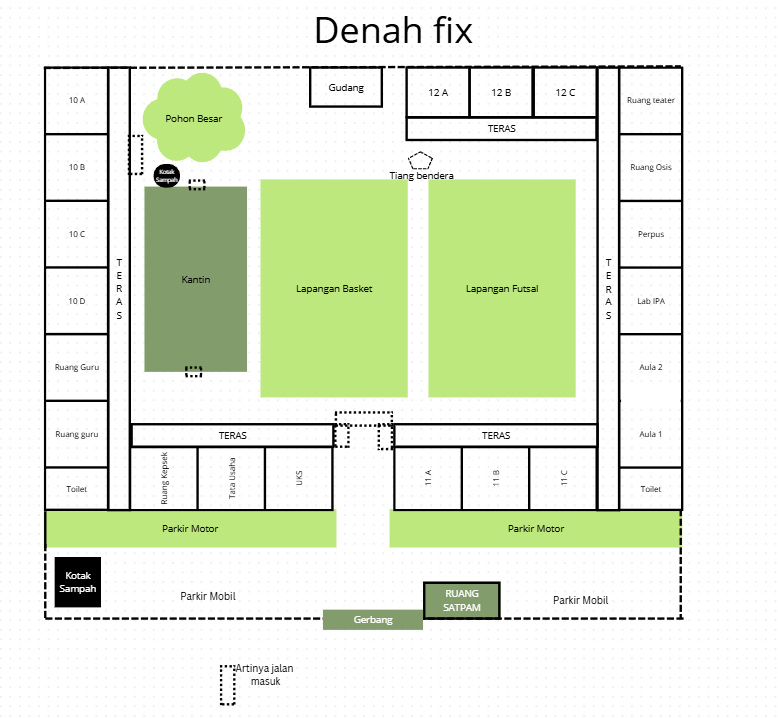 Denah fix
Gudang
12 A
12 B
12 C
TERAS
10 A
Pohon Besar
Ruang teater
10 B
Kotak
Sampah
Tiang bendera
Ruang Osis
10 C
Perpus
TERAS
Kantin
Lapangan Basket
Lapangan Futsal
TERAS
10 D
Lab IPA
Ruang Guru
Aula 2
Ruang guru
TERAS
TERAS
Aula 1
Toilet
Ruang Kepsek
Tata Usaha
UKS
11 A
11 B
11 C
Toilet
Parkir Motor
Parkir Motor
Kotak
Sampah
Parkir Mobil
RUANG
SATPAM
Parkir Mobil
Gerbang
Artinya jalan
masuk